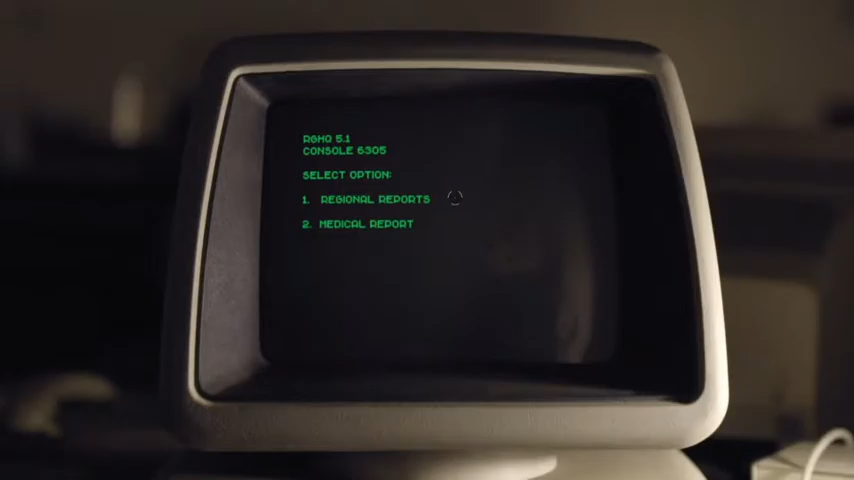 RGHQ 5.1
CONSOLE 6305
SELECT OPTION:
1. REGIONAL REPORTS
2. MEDICAL REPORT